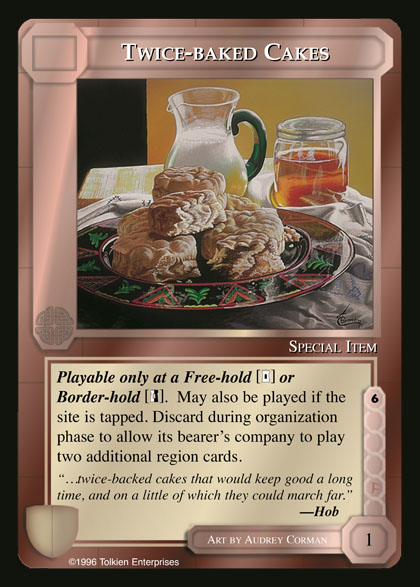 Twice-baked Cakes
Special Item
Playable only at a Free-hold [] or
Border-hold []. May also be played if the
site is tapped. Discard during organization
phase to allow its bearer's company to play
two additional region cards.
6
"...twice-backed cakes that would keep good a long
time, and on a little of which they could march far."
—Hob
Art by Audrey Corman
1
©1996 Tolkien Enterprises